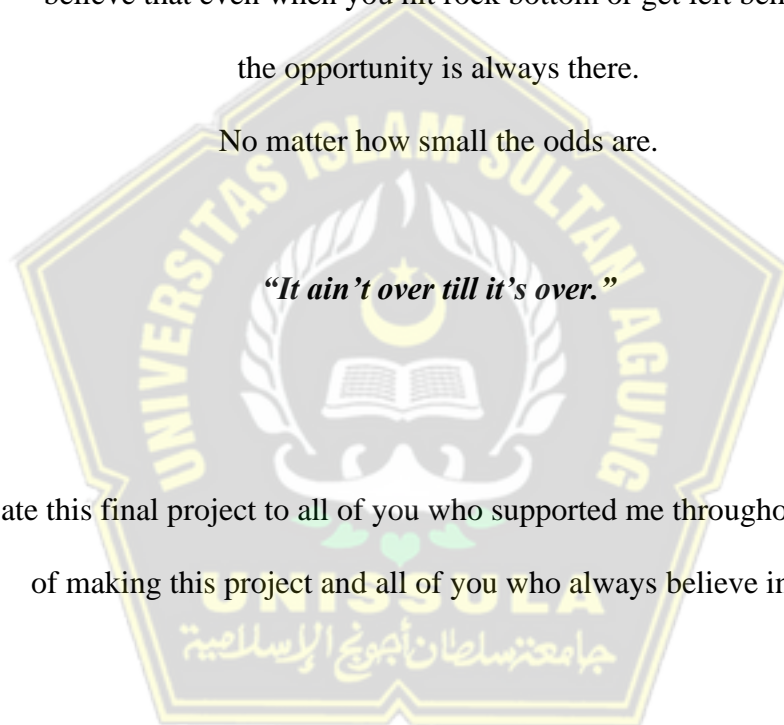 believe that even when you hit rock bottom or get left
the opportunity is always there.
No matter how small the odds are.
UNIVERSITAS ISLAM SULTAN AGUNG
“It ain’t over till it’s over.”
ate this final project to all of you who supported me througho
of making this project and all of you who always believe in
UNISSULA
جامعة سلطان أجونج الإسلامية